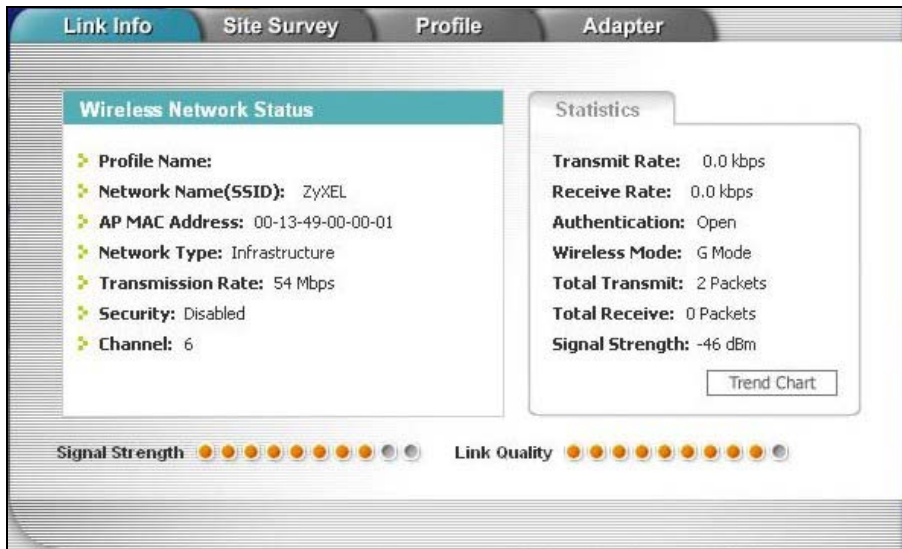 Link Info Site Survey Profile Adapter
Wireless Network Status
Profile Name:
Network Name(SSID): ZyXEL
AP MAC Address: 00-13-49-00-00-01
Network Type: Infrastructure
Transmission Rate: 54 Mbps
Security: Disabled
Channel: 6
Statistics
Transmit Rate: 0.0 kbps
Receive Rate: 0.0 kbps
Authentication: Open
Wireless Mode: G Mode
Total Transmit: 2 Packets
Total Receive: 0 Packets
Signal Strength: -46 dBm
Trend Chart
Signal Strength Link Quality